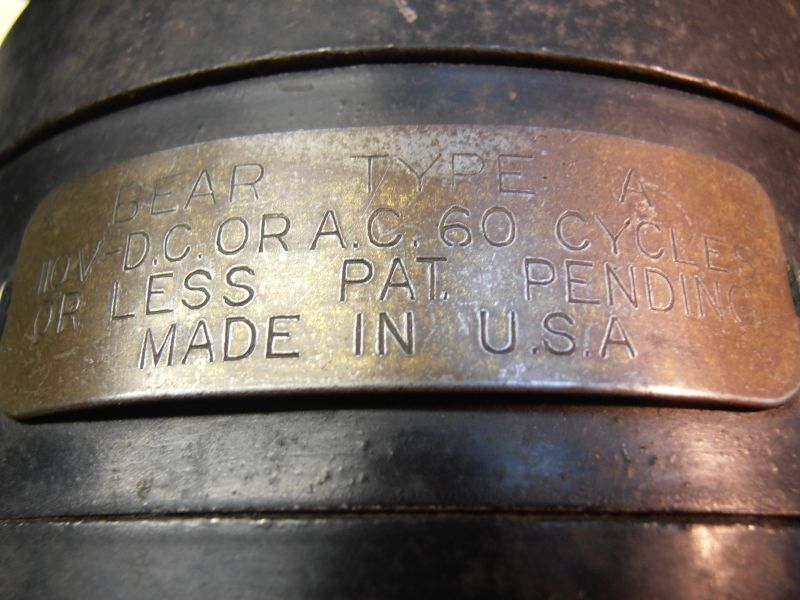 BEAR TYPE A
110V-D.C. OR A.C. 60 CYCLES
OR LESS PAT. PENDING
MADE IN U.S.A